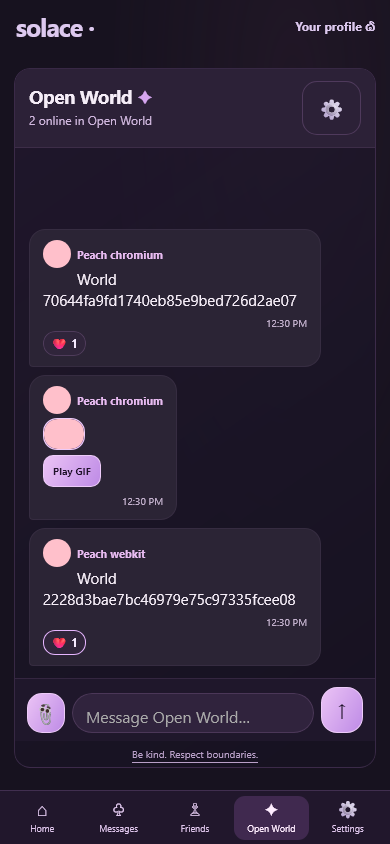 solace
Your profile
Open World
2 online in Open World
Peach chromium
World
70644fa9fd1740eb85e9bed726d2ae07
12:30 PM
1
Peach chromium
Play GIF
12:30 PM
Peach webkit
World
2228d3bae7bc46979e75c97335fcee08
12:30 PM
1
Message Open World...
Be kind. Respect boundaries.
Home
Messages
Friends
Open World
Settings